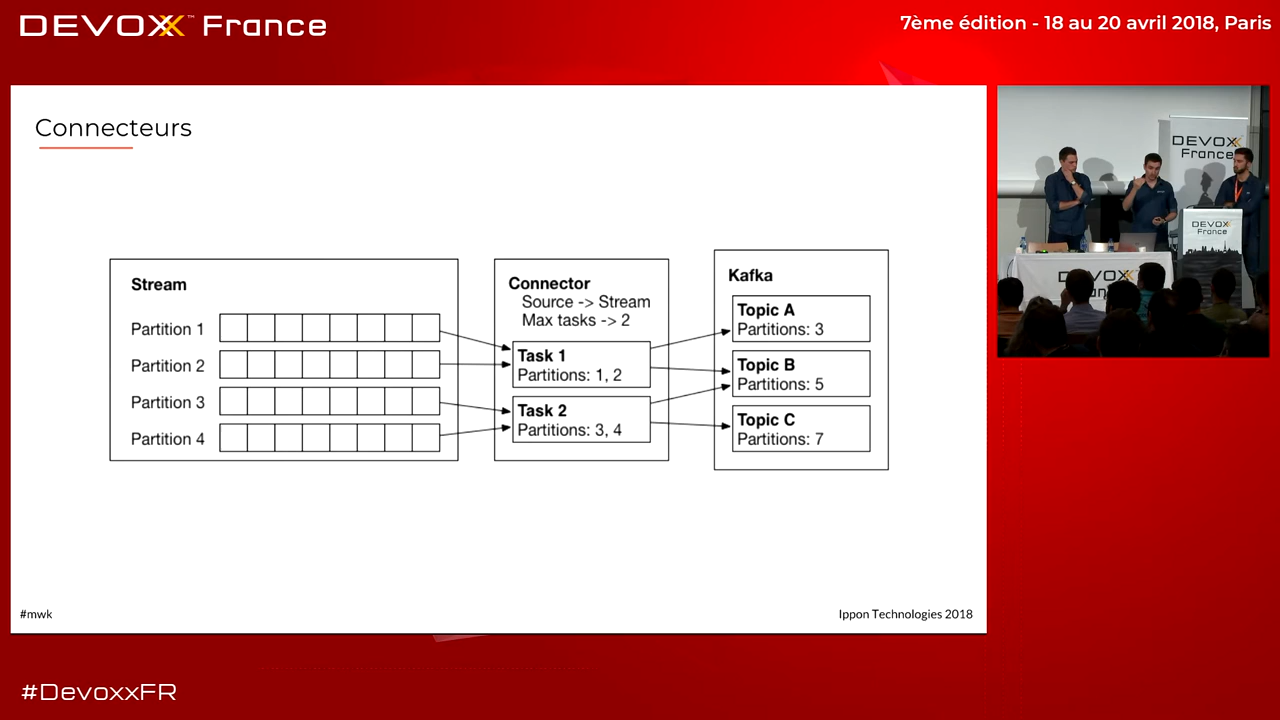 DEVOXX™ France
7ème édition - 18 au 20 avril 2018, Paris
Connecteurs
Stream
Partition 1
Partition 2
Partition 3
Partition 4
Connector
Source -> Stream
Max tasks -> 2
Task 1
Partitions: 1, 2
Task 2
Partitions: 3, 4
Kafka
Topic A
Partitions: 3
Topic B
Partitions: 5
Topic C
Partitions: 7
#mwk
Ippon Technologies 2018
DEVOXX
France
DEVOXX
France
DEVOXX
#DevoxxFR